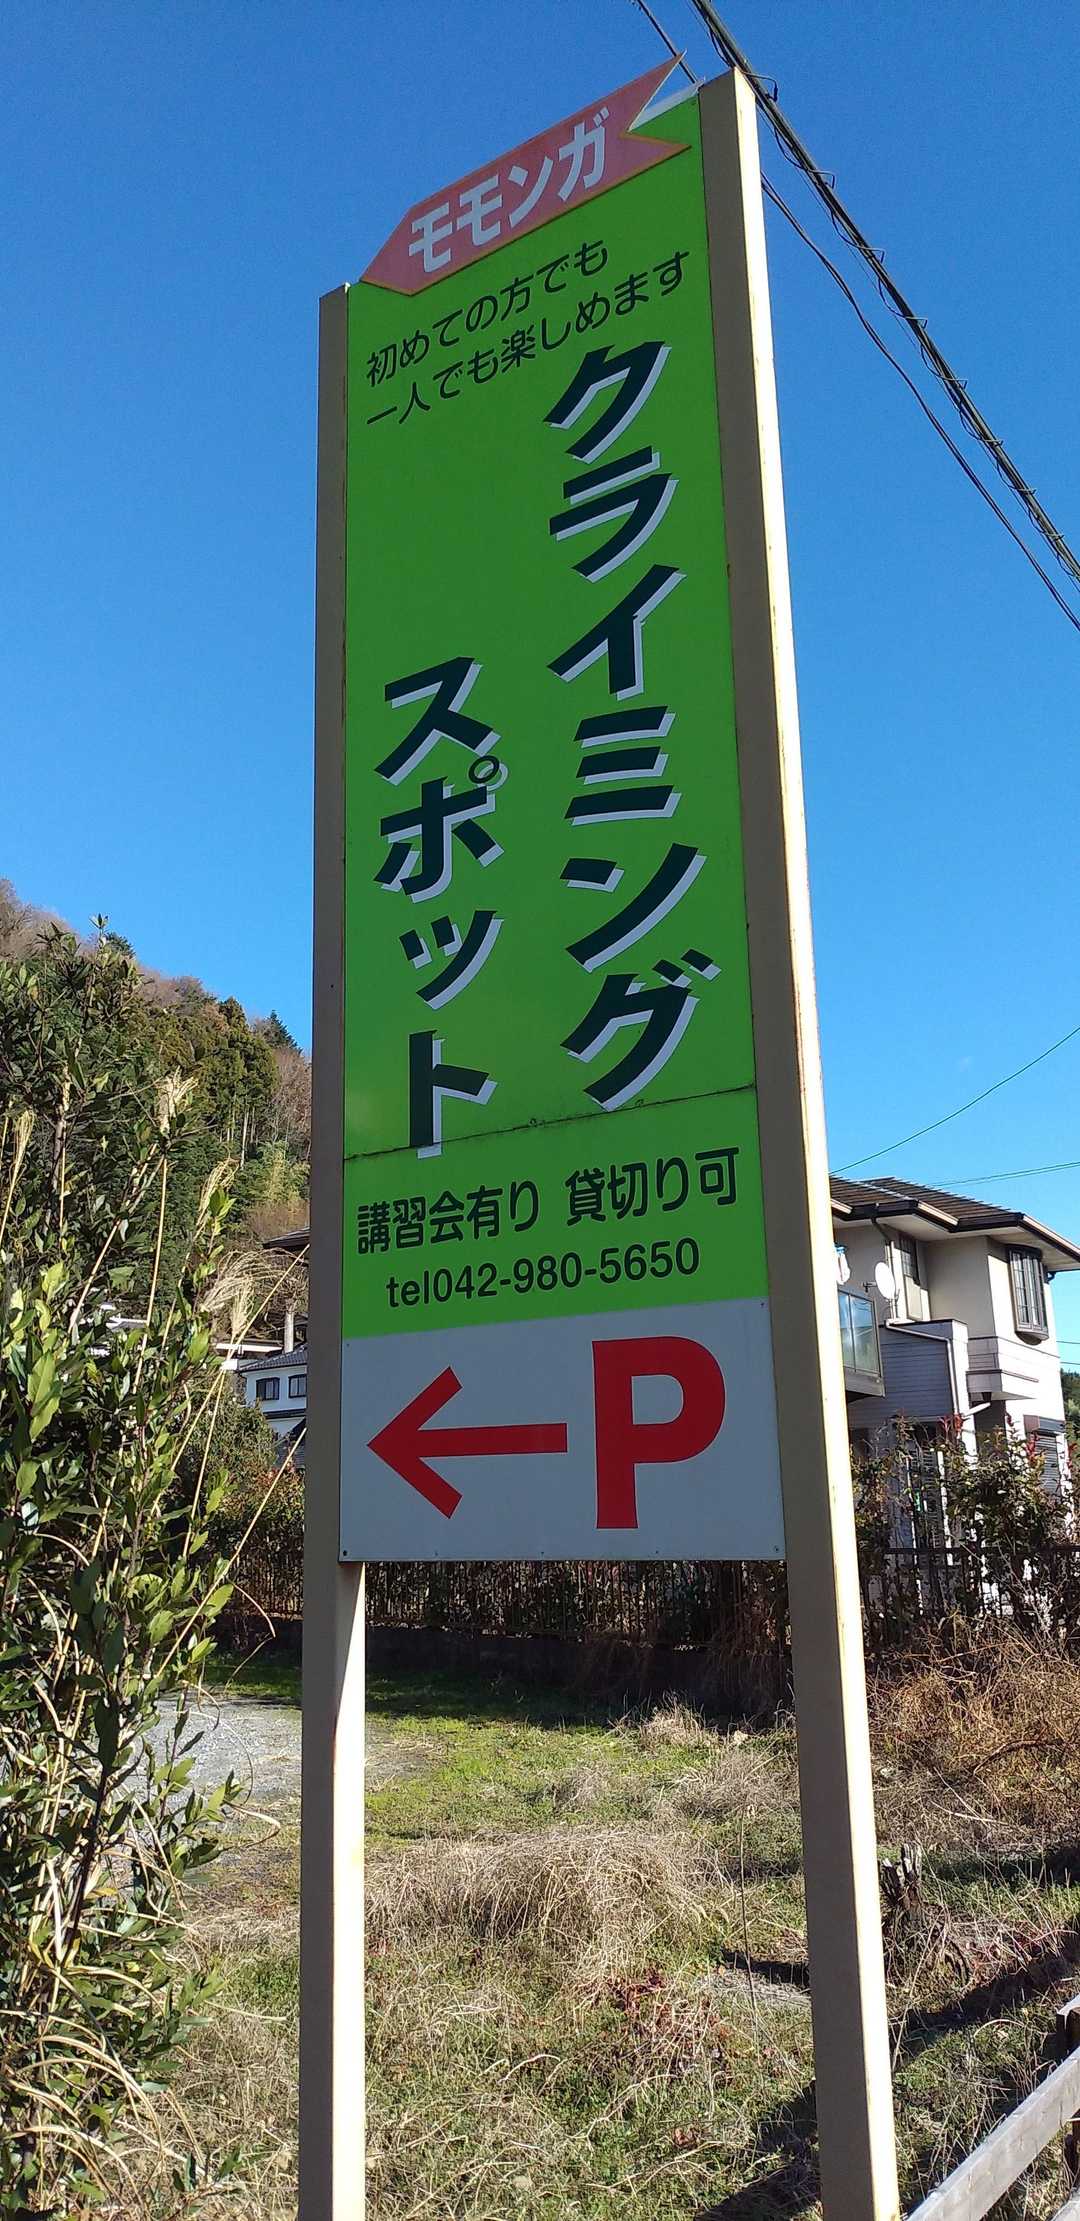 モモンガ
初めての方でも
一人でも楽しめます
クライミング
スポット
講習会有り 貸切り可
tel042-980-5650
←P